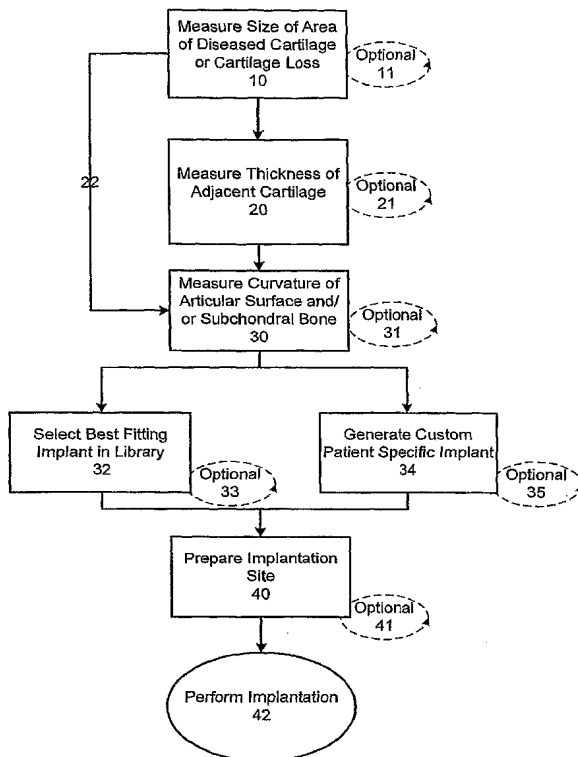 Measure Size of Area
of Diseased Cartilage
or Cartilage Loss
10
Optional
11
22
Measure Thickness of
Adjacent Cartilage
20
Optional
21
Measure Curvature of
Articular Surface and/
or Subchondral Bone
30
Optional
31
Select Best Fitting
Implant in Library
32
Optional
33
Generate Custom
Patient Specific Implant
34
Optional
35
Prepare Implantation
Site
40
Optional
41
Perform Implantation
42